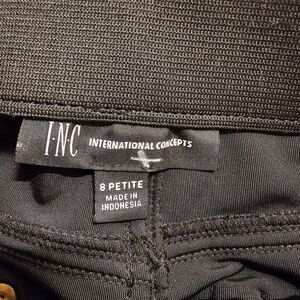 I·N·C INTERNATIONAL CONCEPTS
8 PETITE
MADE IN
INDONESIA